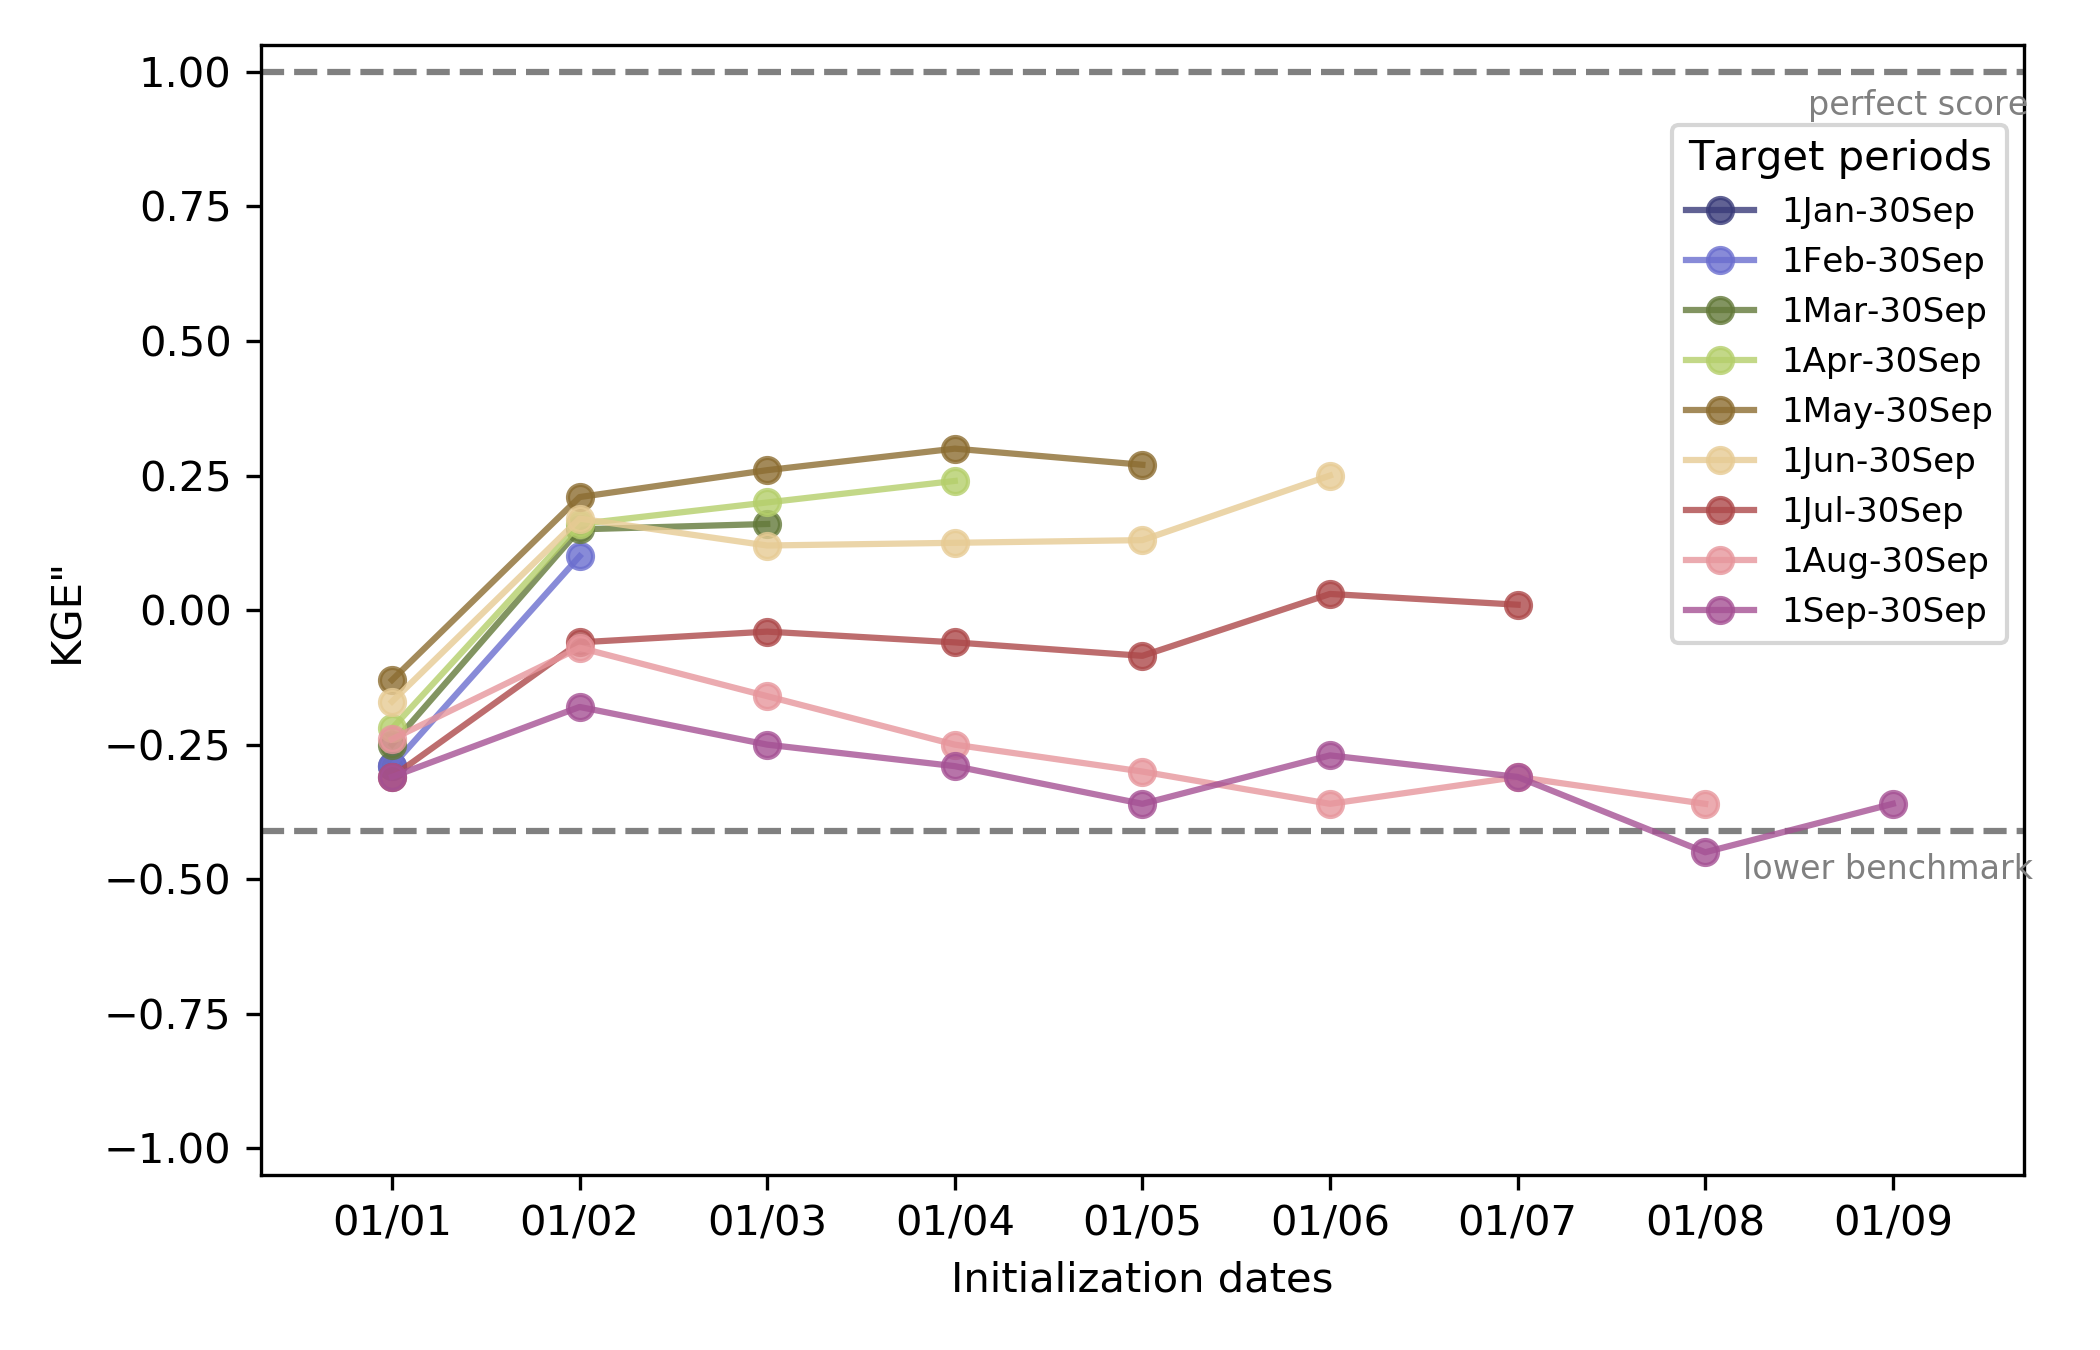 1.00
0.75
0.50
0.25
0.00
−0.25
−0.50
−0.75
−1.00
KGE"
perfect score
Target periods
1Jan-30Sep
1Feb-30Sep
1Mar-30Sep
1Apr-30Sep
1May-30Sep
1Jun-30Sep
1Jul-30Sep
1Aug-30Sep
1Sep-30Sep
lower benchmark
01/01 01/02 01/03 01/04 01/05 01/06 01/07 01/08 01/09
Initialization dates